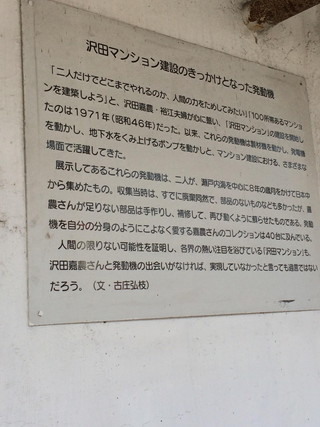 沢田マンション建設のきっかけとなった発動機
「二人だけでどこまでやれるのか、人間の力をためしてみたい」「100所帯あるマンショ
ンを建築しよう」と、沢田嘉農・裕江夫婦が心に誓い、「沢田マンション」の建設を開始し
たのは1971年(昭和46年)だった。以来、これらの発動機は製材機を動かし、発電機
を動かし、地下水をくみ上げるポンプを動かしと、マンション建設における、さまざまな
場面で活躍してきた。
展示してあるこれらの発動機は、二人が、瀬戸内海を中心に8年の歳月をかけて日本中
から集めたもの。収集当時は、すでに廃棄同然で、部品のないものなども多かったが、嘉
農さんが足りない部品は手作りし、補修して、再び動くように蘇らせたものである。発動
機を自分の分身のようにこよなく愛する嘉農さんのコレクションは40台に及んでいる。
人間の限りない可能性を証明し、各界の熱い注目を浴びている「沢田マンション」も、
沢田嘉農さんと発動機の出会いがなければ、実現していなかったと言っても過言ではない
だろう。(文・古庄弘枝)